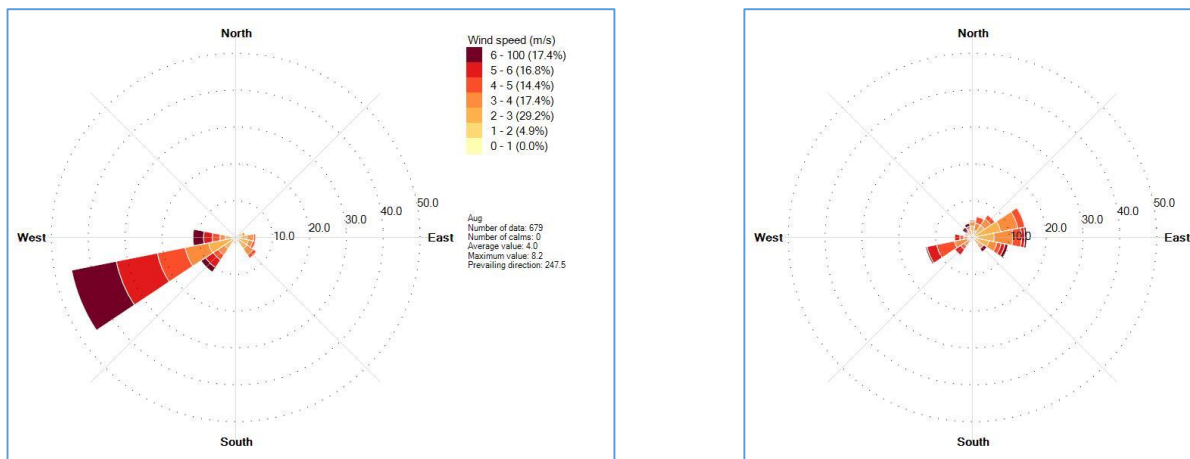 North
Wind speed (m/s)
6 - 100 (17.4%)
5 - 6 (16.8%)
4 - 5 (14.4%)
3 - 4 (17.4%)
2 - 3 (29.2%)
1 - 2 (4.9%)
0 - 1 (0.0%)
10.0
20.0
30.0
40.0
50.0
West
East
Aug
Number of data: 679
Number of calms: 0
Average value: 4.0
Maximum value: 8.2
Prevailing direction: 247.5
South
North
10.0
20.0
30.0
40.0
50.0
West
East
South